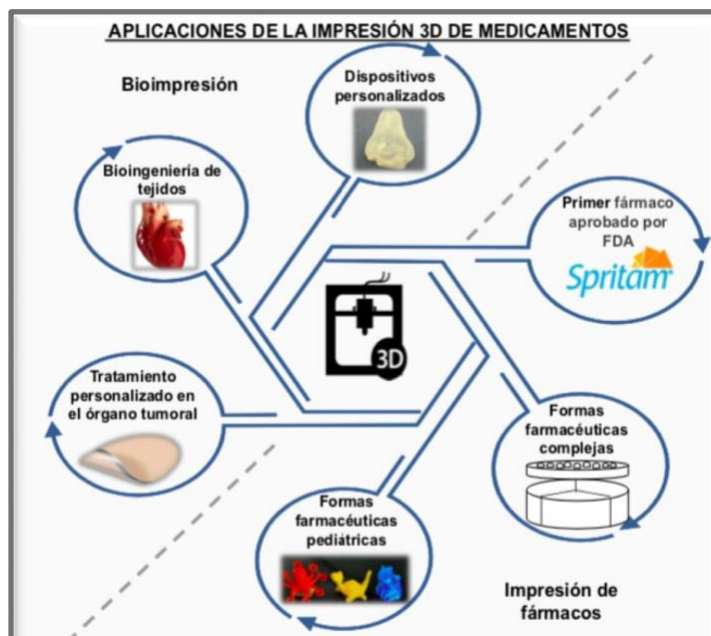 APLICACIONES DE LA IMPRESIÓN 3D DE MEDICAMENTOS
Bioimpresión
Dispositivos
personalizados
Bioingeniería de
tejidos
Primer fármaco
aprobado por
FDA
Spritam
3D
Tratamiento
personalizado en
el órgano tumoral
Formas
farmacéuticas
complejas
Formas
farmacéuticas
pediátricas
Impresión de
fármacos